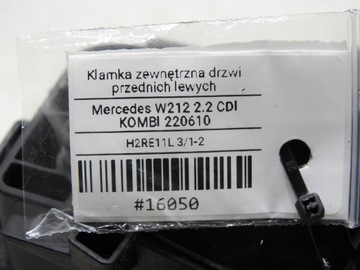 Klamka zewnętrzna drzwi
przednich lewych
Mercedes W212 2.2 CDI
KOMBI 220610
H2RE11L 3/1-2
#16050